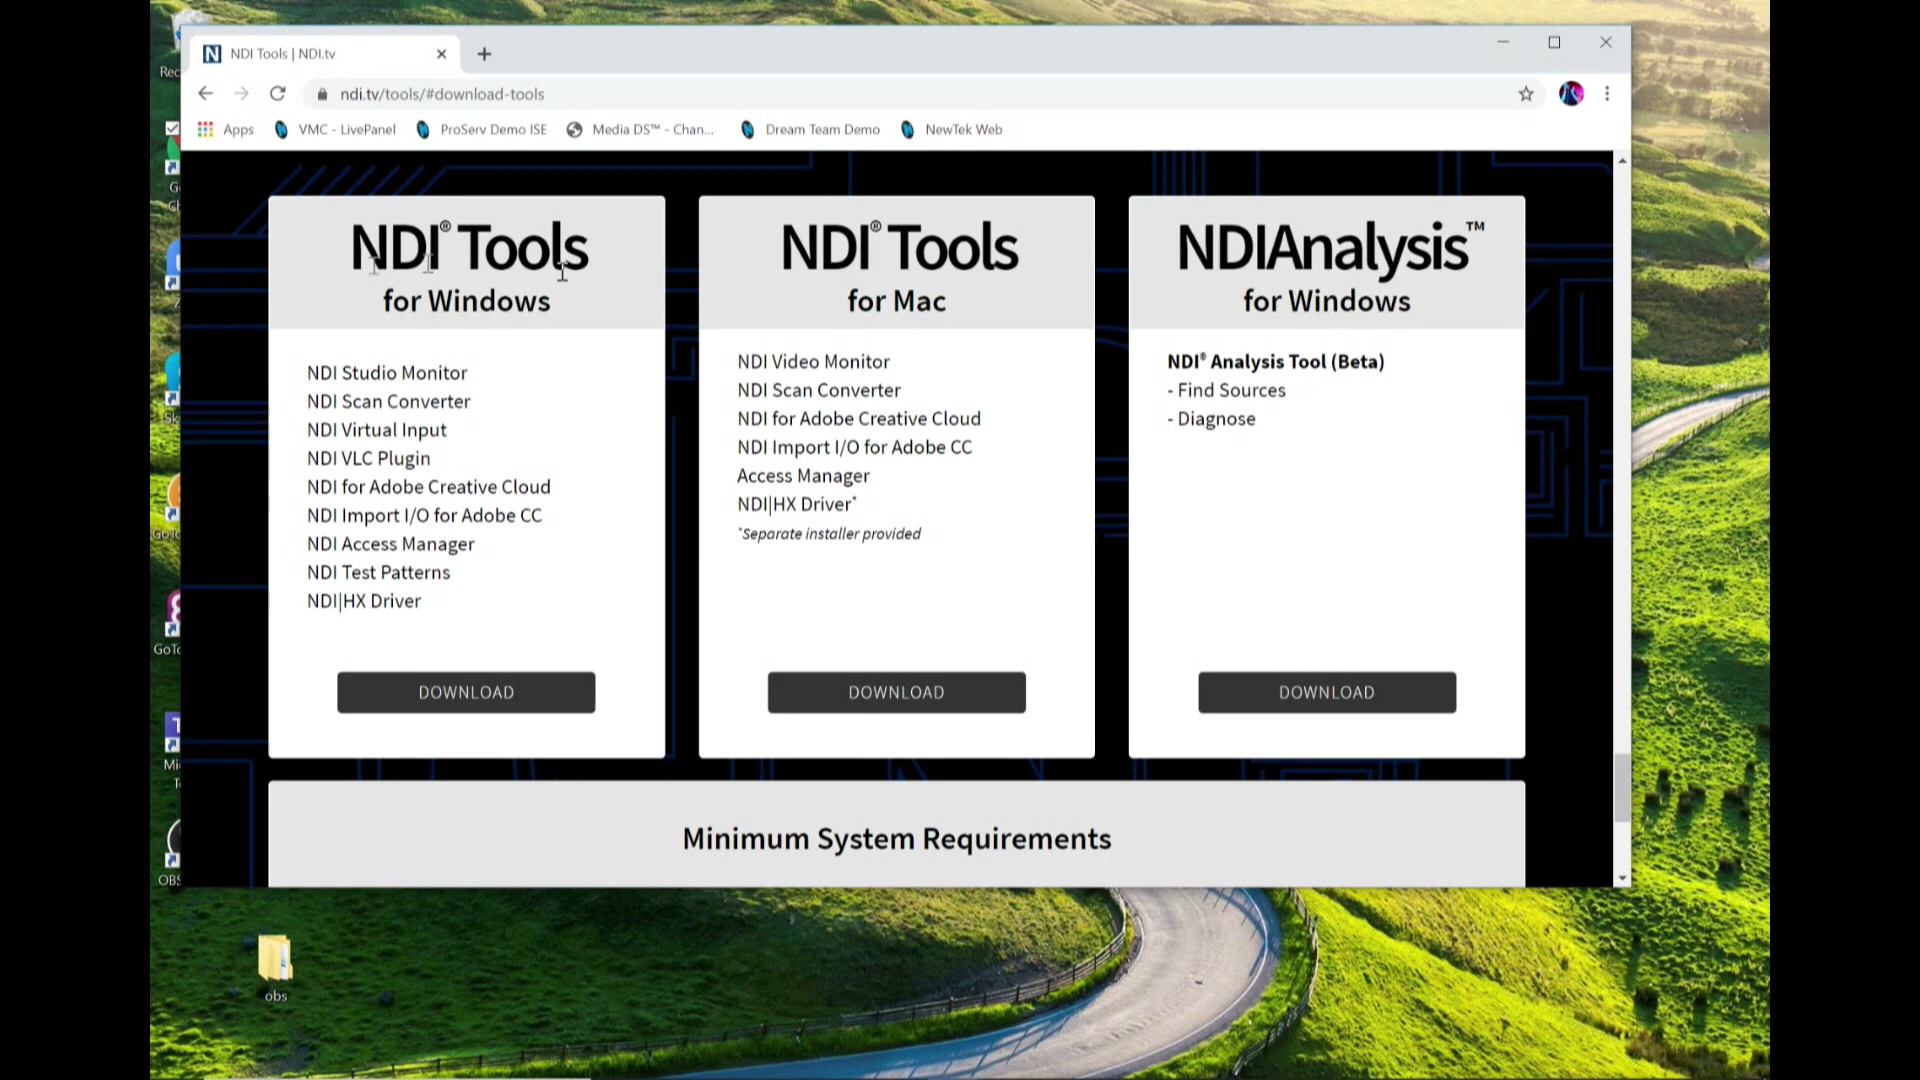 NDI Tools | NDI.tv
ndi.tv/tools/#download-tools
Apps
VMC - LivePanel
ProServ Demo ISE
Media DS™ - Chan...
Dream Team Demo
NewTek Web
NDI® Tools
for Windows
NDI Studio Monitor
NDI Scan Converter
NDI Virtual Input
NDI VLC Plugin
NDI for Adobe Creative Cloud
NDI Import I/O for Adobe CC
NDI Access Manager
NDI Test Patterns
NDI|HX Driver
DOWNLOAD
NDI® Tools
for Mac
NDI Video Monitor
NDI Scan Converter
NDI for Adobe Creative Cloud
NDI Import I/O for Adobe CC
Access Manager
NDI|HX Driver*
*Separate installer provided
DOWNLOAD
NDIAnalysis™
for Windows
NDI® Analysis Tool (Beta)
- Find Sources
- Diagnose
DOWNLOAD
Minimum System Requirements
Rec
GoTo
OBS
obs